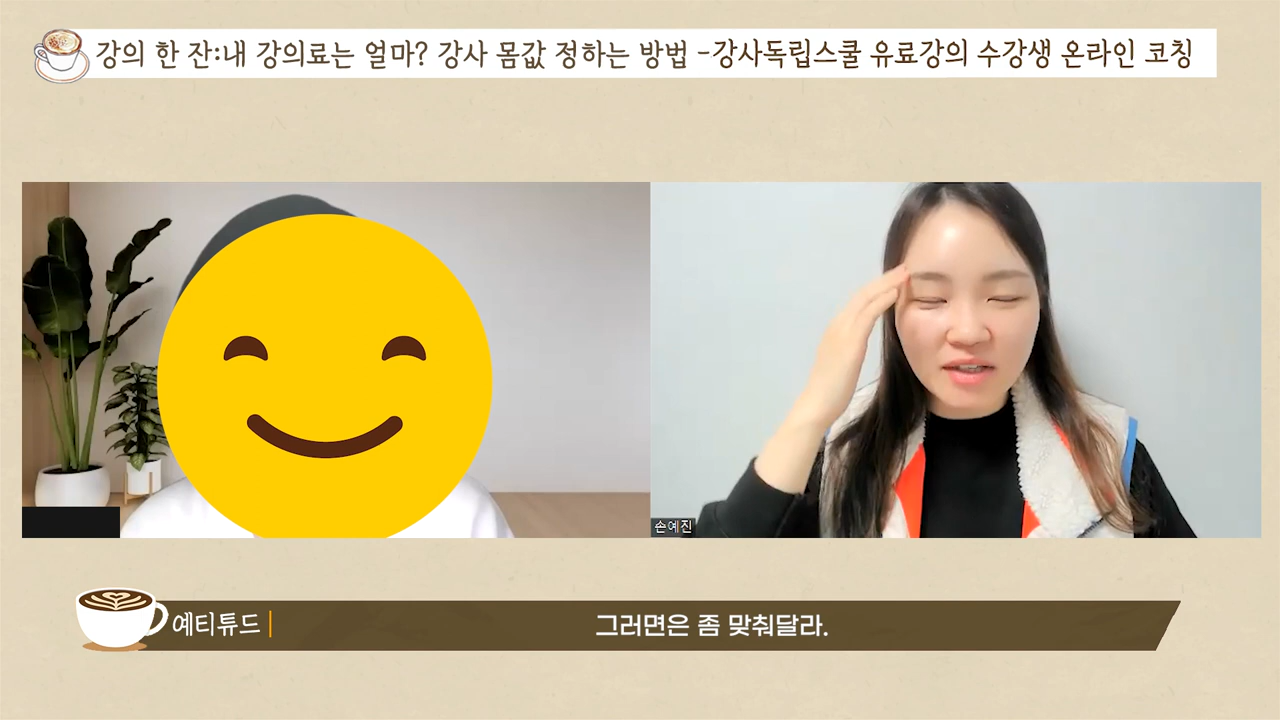 강의 한 잔:내 강의료는 얼마? 강사 몸값 정하는 방법 -강사독립스쿨 유료강의 수강생 온라인 코칭
손예진
예티튜드
그러면은 좀 맞춰달라.